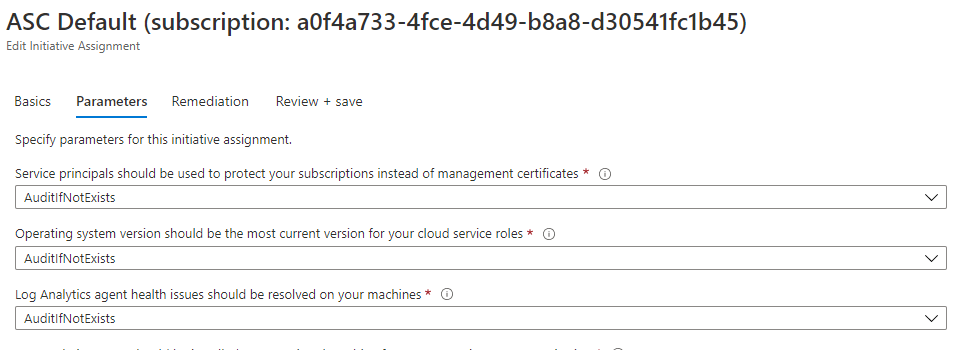 ASC Default (subscription: a0f4a733-4fce-4d49-b8a8-d30541fc1b45)
Edit Initiative Assignment
Basics Parameters Remediation Review + save
Specify parameters for this initiative assignment.
Service principals should be used to protect your subscriptions instead of management certificates *
AuditIfNotExists
Operating system version should be the most current version for your cloud service roles *
AuditIfNotExists
Log Analytics agent health issues should be resolved on your machines *
AuditIfNotExists